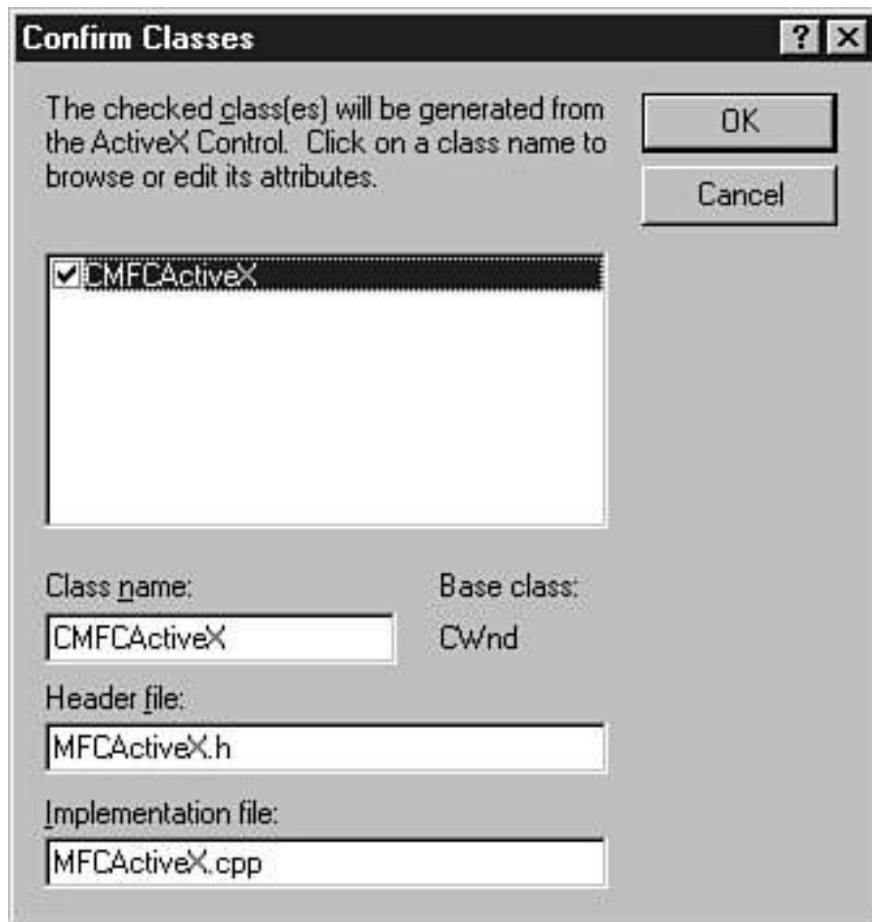 Confirm Classes
The checked class(es) will be generated from
the ActiveX Control. Click on a class name to
browse or edit its attributes.
OK
Cancel
CMFCActiveX
Class name:
Base class:
CMFCActiveX
CWnd
Header file:
MFCActiveX.h
Implementation file:
MFCActiveX.cpp